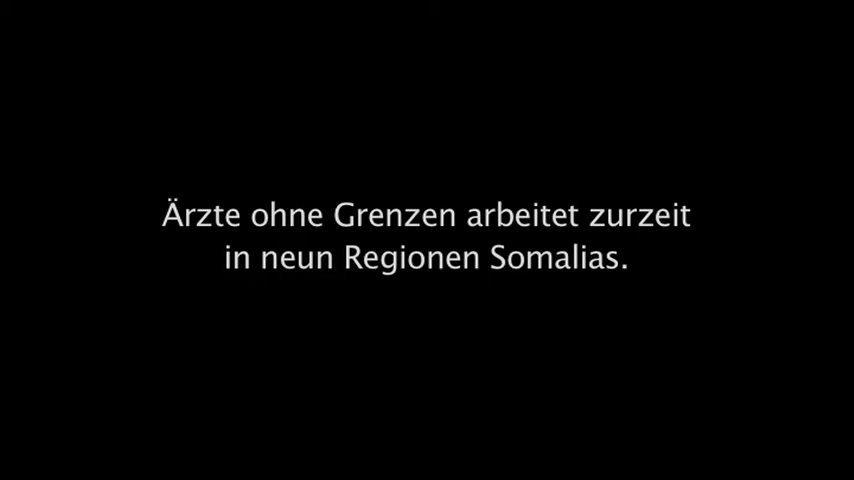 Ärzte ohne Grenzen arbeitet zurzeit
in neun Regionen Somalias.